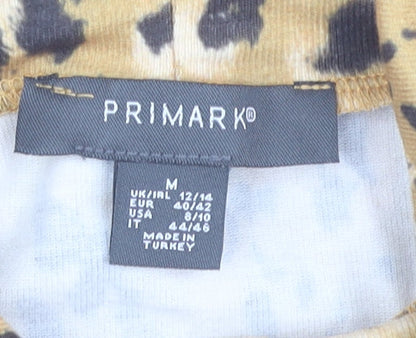 PRIMARK®
M
UK/IRL 12/14
EUR 40/42
USA 8/10
IT 44/46
MADE IN
TURKEY